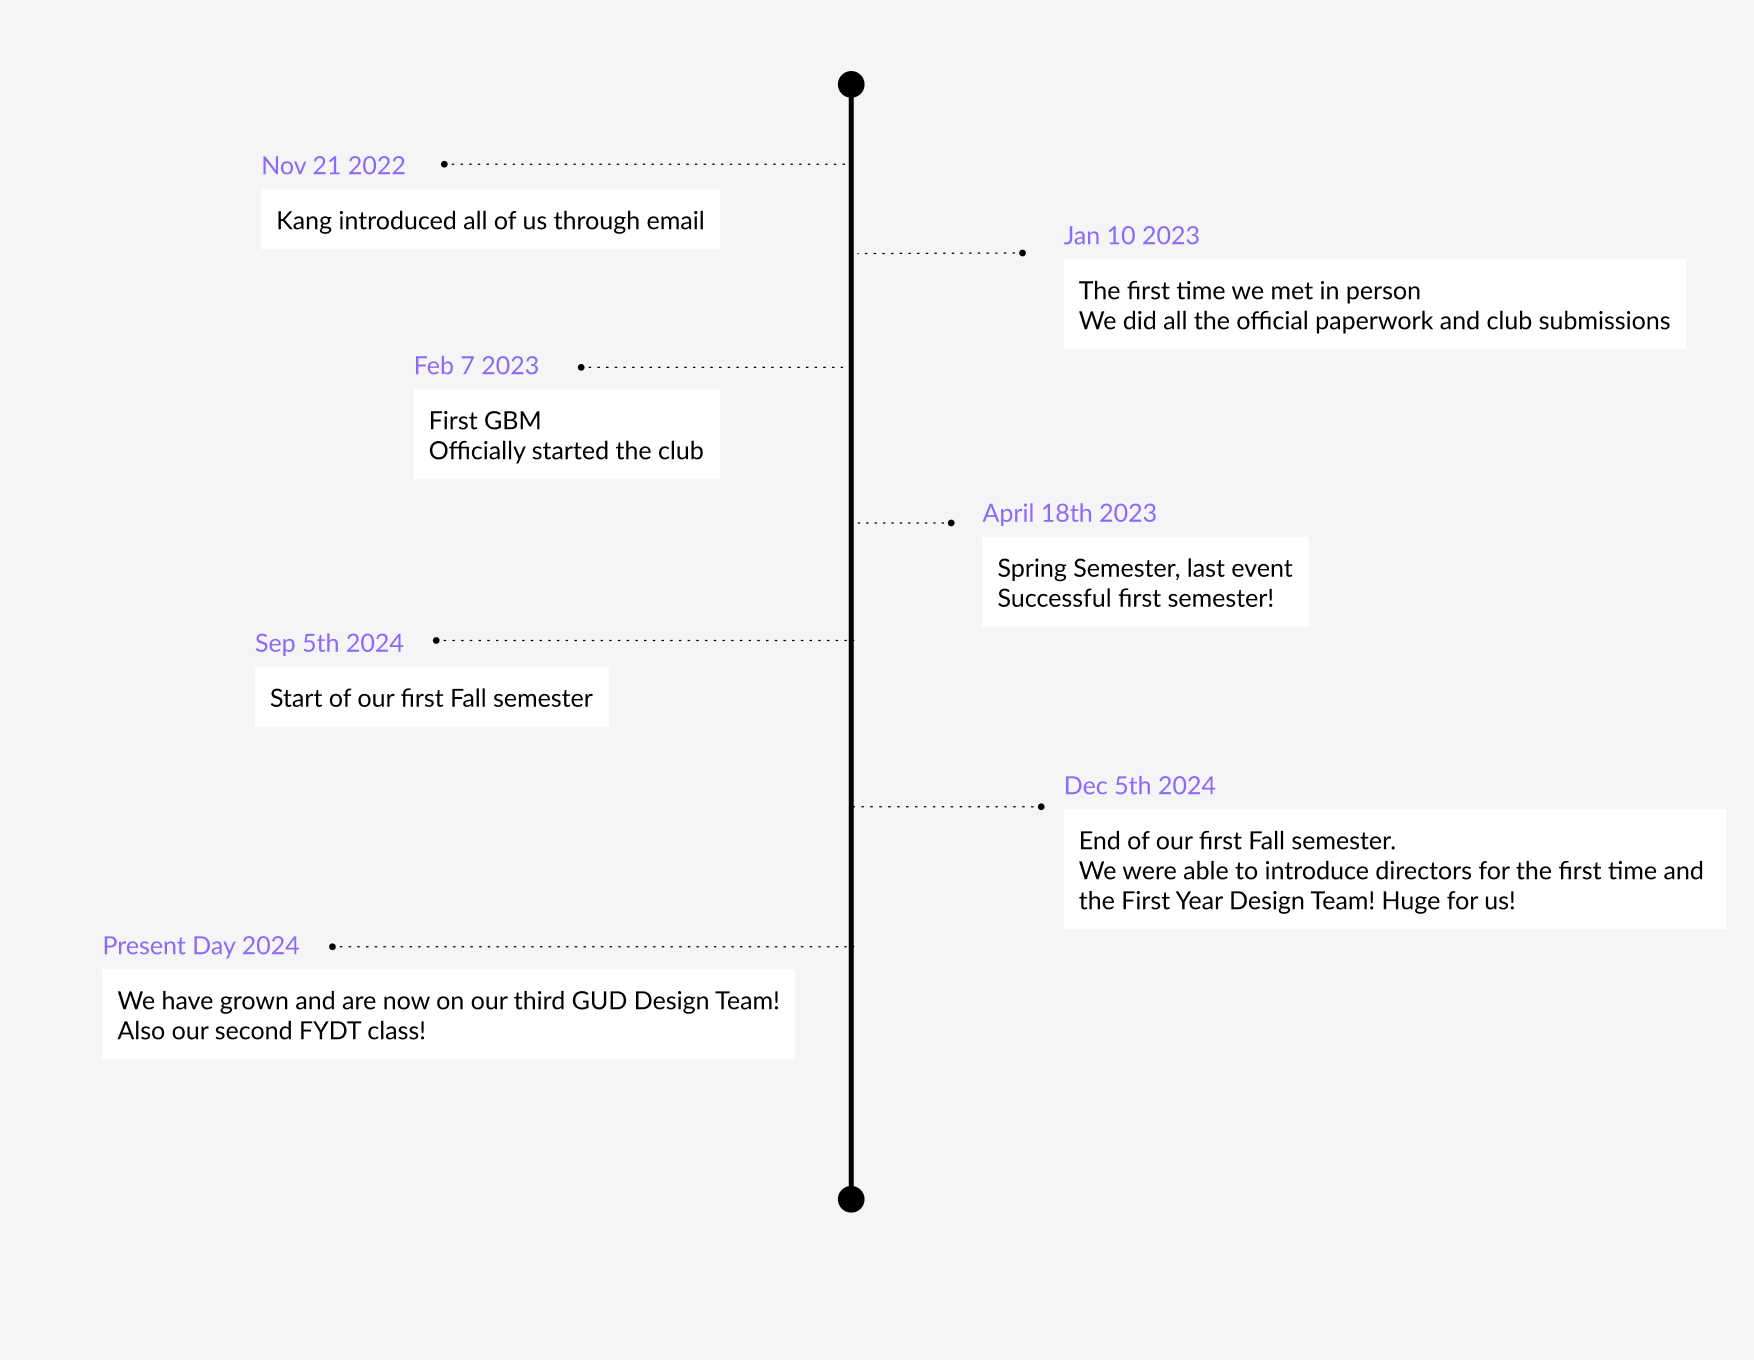 Nov 21 2022
Kang introduced all of us through email
Jan 10 2023
The first time we met in person
We did all the official paperwork and club submissions
Feb 7 2023
First GBM
Officially started the club
April 18th 2023
Spring Semester, last event
Successful first semester!
Sep 5th 2024
Start of our first Fall semester
Dec 5th 2024
End of our first Fall semester.
We were able to introduce directors for the first time and
the First Year Design Team! Huge for us!
Present Day 2024
We have grown and are now on our third GUD Design Team!
Also our second FYDT class!